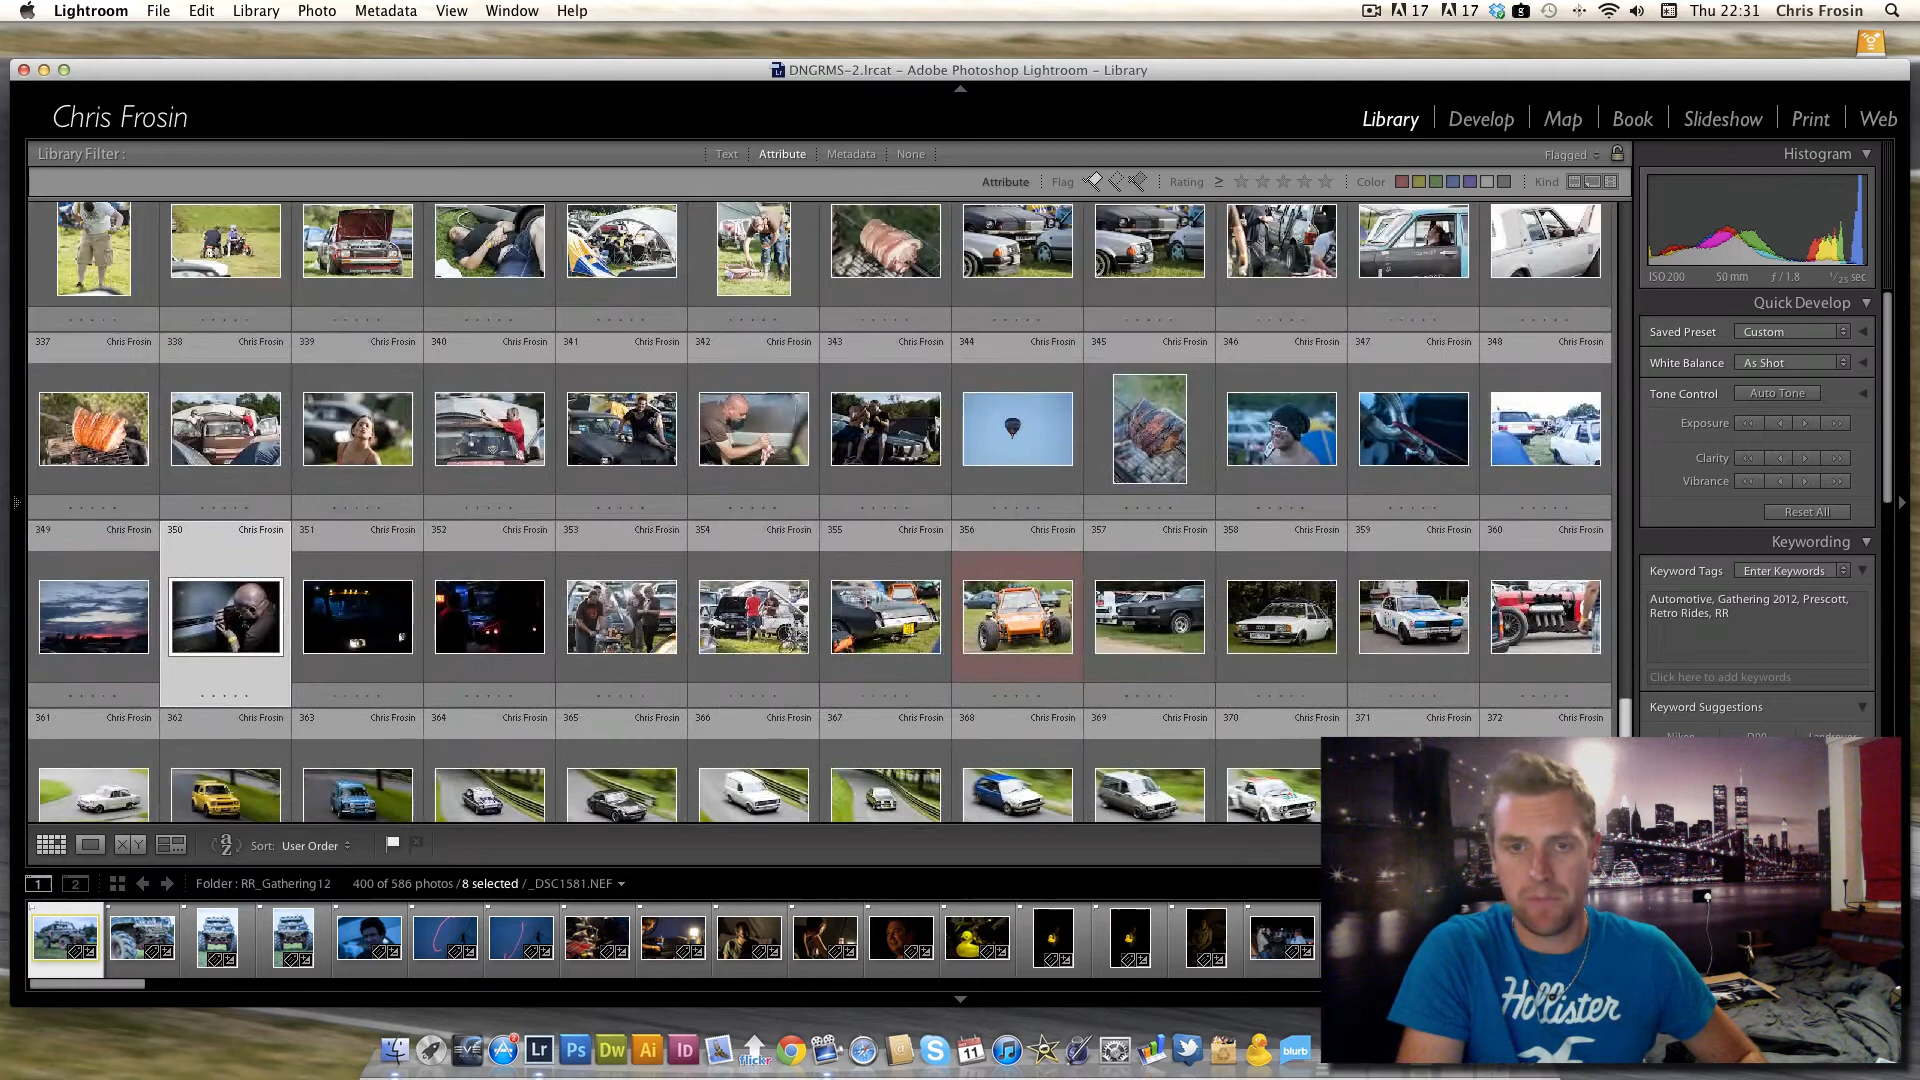 Lightroom File Edit Library Photo Metadata View Window Help
17 17 Thu 22:31 Chris Frosin
DNGRMS-2.lrcat – Adobe Photoshop Lightroom – Library
Chris Frosin
Library Develop Map Book Slideshow Print Web
Library Filter : Text Attribute Metadata None Flagged
Histogram
Attribute Flag Rating ≥ Color Kind
ISO 200 50 mm ƒ / 1.8 1/25 sec
Quick Develop
Saved Preset Custom
White Balance As Shot
Tone Control Auto Tone
Exposure
Clarity
Vibrance
Reset All
Keywording
Keyword Tags Enter Keywords
Automotive, Gathering 2012, Prescott,
Retro Rides, RR
Click here to add keywords
Keyword Suggestions
337 Chris Frosin 338 Chris Frosin 339 Chris Frosin 340 Chris Frosin 341 Chris Frosin 342 Chris Frosin 343 Chris Frosin 344 Chris Frosin 345 Chris Frosin 346 Chris Frosin 347 Chris Frosin 348 Chris Frosin
349 Chris Frosin 350 Chris Frosin 351 Chris Frosin 352 Chris Frosin 353 Chris Frosin 354 Chris Frosin 355 Chris Frosin 356 Chris Frosin 357 Chris Frosin 358 Chris Frosin 359 Chris Frosin 360 Chris Frosin
361 Chris Frosin 362 Chris Frosin 363 Chris Frosin 364 Chris Frosin 365 Chris Frosin 366 Chris Frosin 367 Chris Frosin 368 Chris Frosin 369 Chris Frosin 370 Chris Frosin 371 Chris Frosin 372 Chris Frosin
Sort: User Order
1 2 Folder : RR_Gathering12 400 of 586 photos / 8 selected / _DSC1581.NEF
Hollister
Lr Ps Dw Ai ID flickr 11 blurb